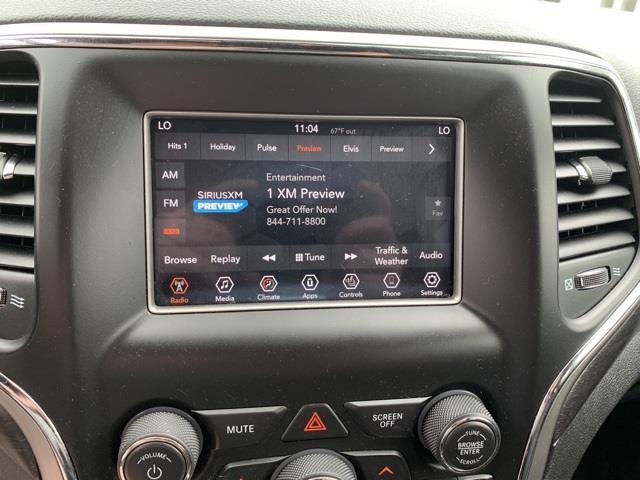 LO 11:04 67°F out LO
Hits 1 Holiday Pulse Preview Elvis Preview
AM
FM
SIRIUSXM
PREVIEW
Entertainment
1 XM Preview
Great Offer Now!
844-711-8800
Fav
Browse Replay Tune Traffic & Weather Audio
Radio Media Climate Apps Controls Phone Settings
MUTE
SCREEN
OFF
VOLUME
TUNE
BROWSE
ENTER
SCROLL